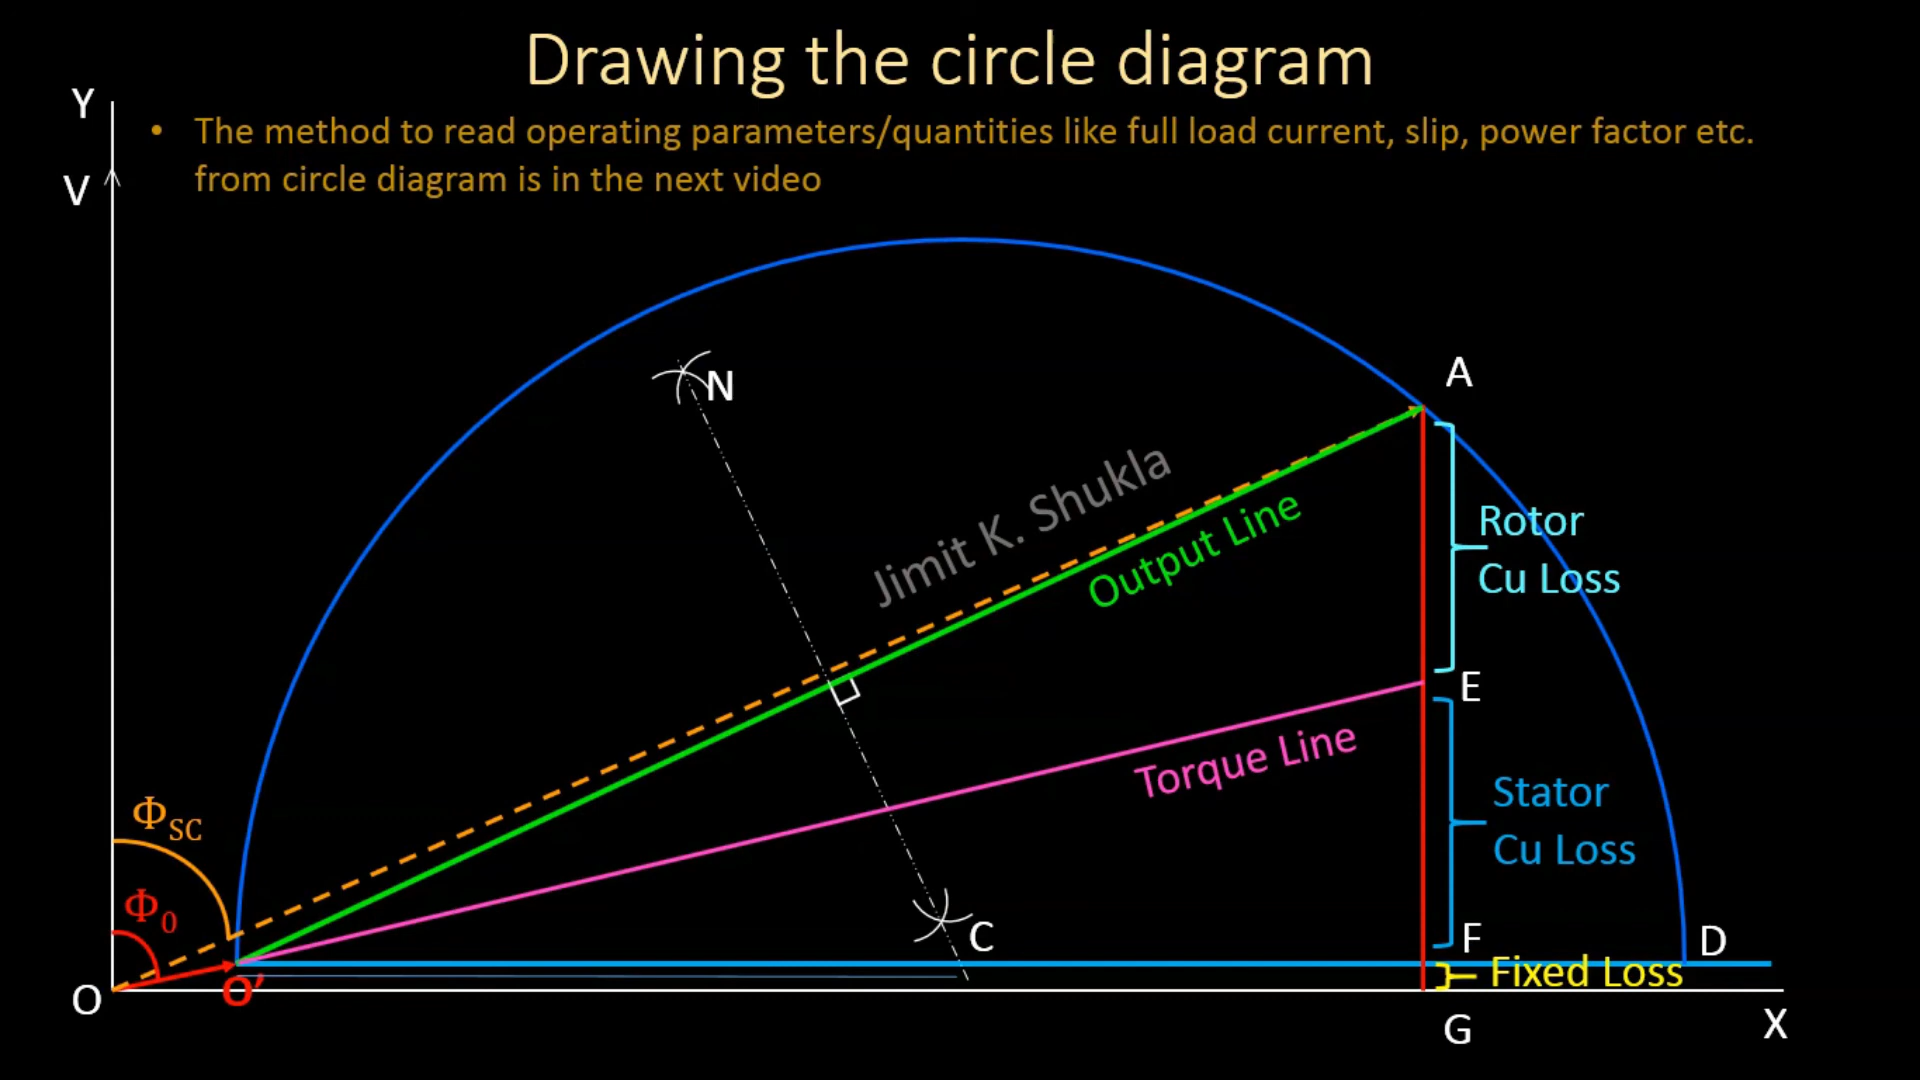 Drawing the circle diagram
Y
• The method to read operating parameters/quantities like full load current, slip, power factor etc.
from circle diagram is in the next video
V
N
A
Jimit K. Shukla
Output Line
Rotor
Cu Loss
E
Torque Line
Stator
Cu Loss
ΦSC
Φ0
C
F
D
Fixed Loss
O
O'
G
X